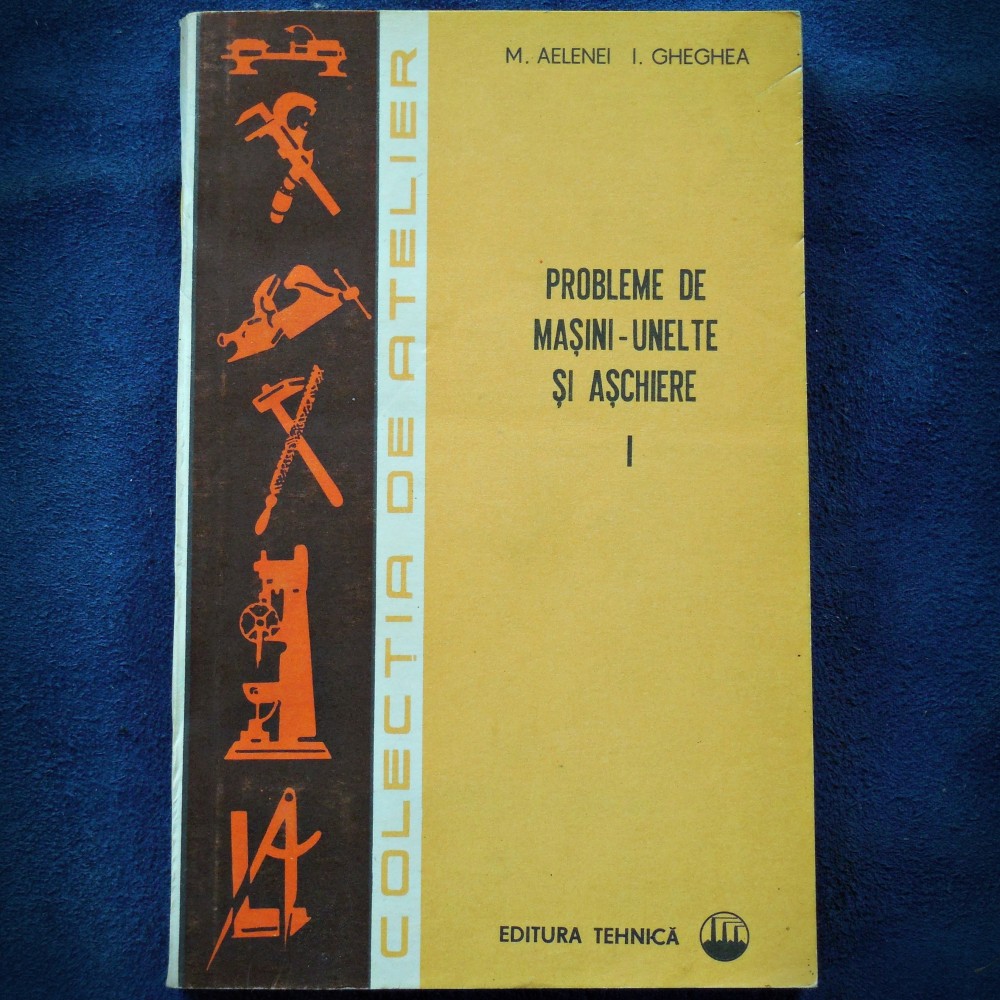 M. AELENEI I. GHEGHEA
PROBLEME DE
MAȘINI-UNELTE
ȘI AȘCHIERE
I
COLECȚIA DE ATELIER
EDITURA TEHNICĂ